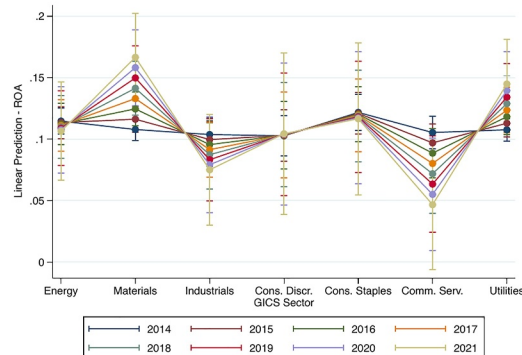 .2
.15
.1
.05
0
Linear Prediction - ROA
Energy Materials Industrials Cons. Discr. Cons. Staples Comm. Serv. Utilities
GICS Sector
2014 2015 2016 2017
2018 2019 2020 2021